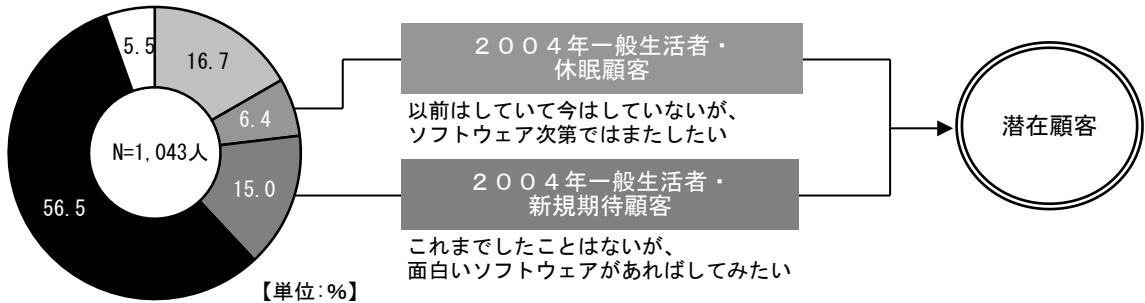 5.5
16.7
6.4
15.0
56.5
N=1,043人
【単位:%】
２００４年一般生活者・
休眠顧客
以前はしていて今はしていないが、
ソフトウェア次第ではまたしたい
２００４年一般生活者・
新規期待顧客
これまでしたことはないが、
面白いソフトウェアがあればしてみたい
潜在顧客